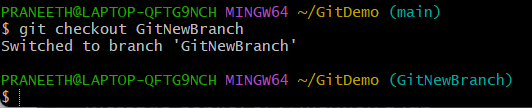 PRANEETH@LAPTOP-QFTG9NCH MINGW64 ~/GitDemo (main)
$ git checkout GitNewBranch
Switched to branch 'GitNewBranch'
PRANEETH@LAPTOP-QFTG9NCH MINGW64 ~/GitDemo (GitNewBranch)
$